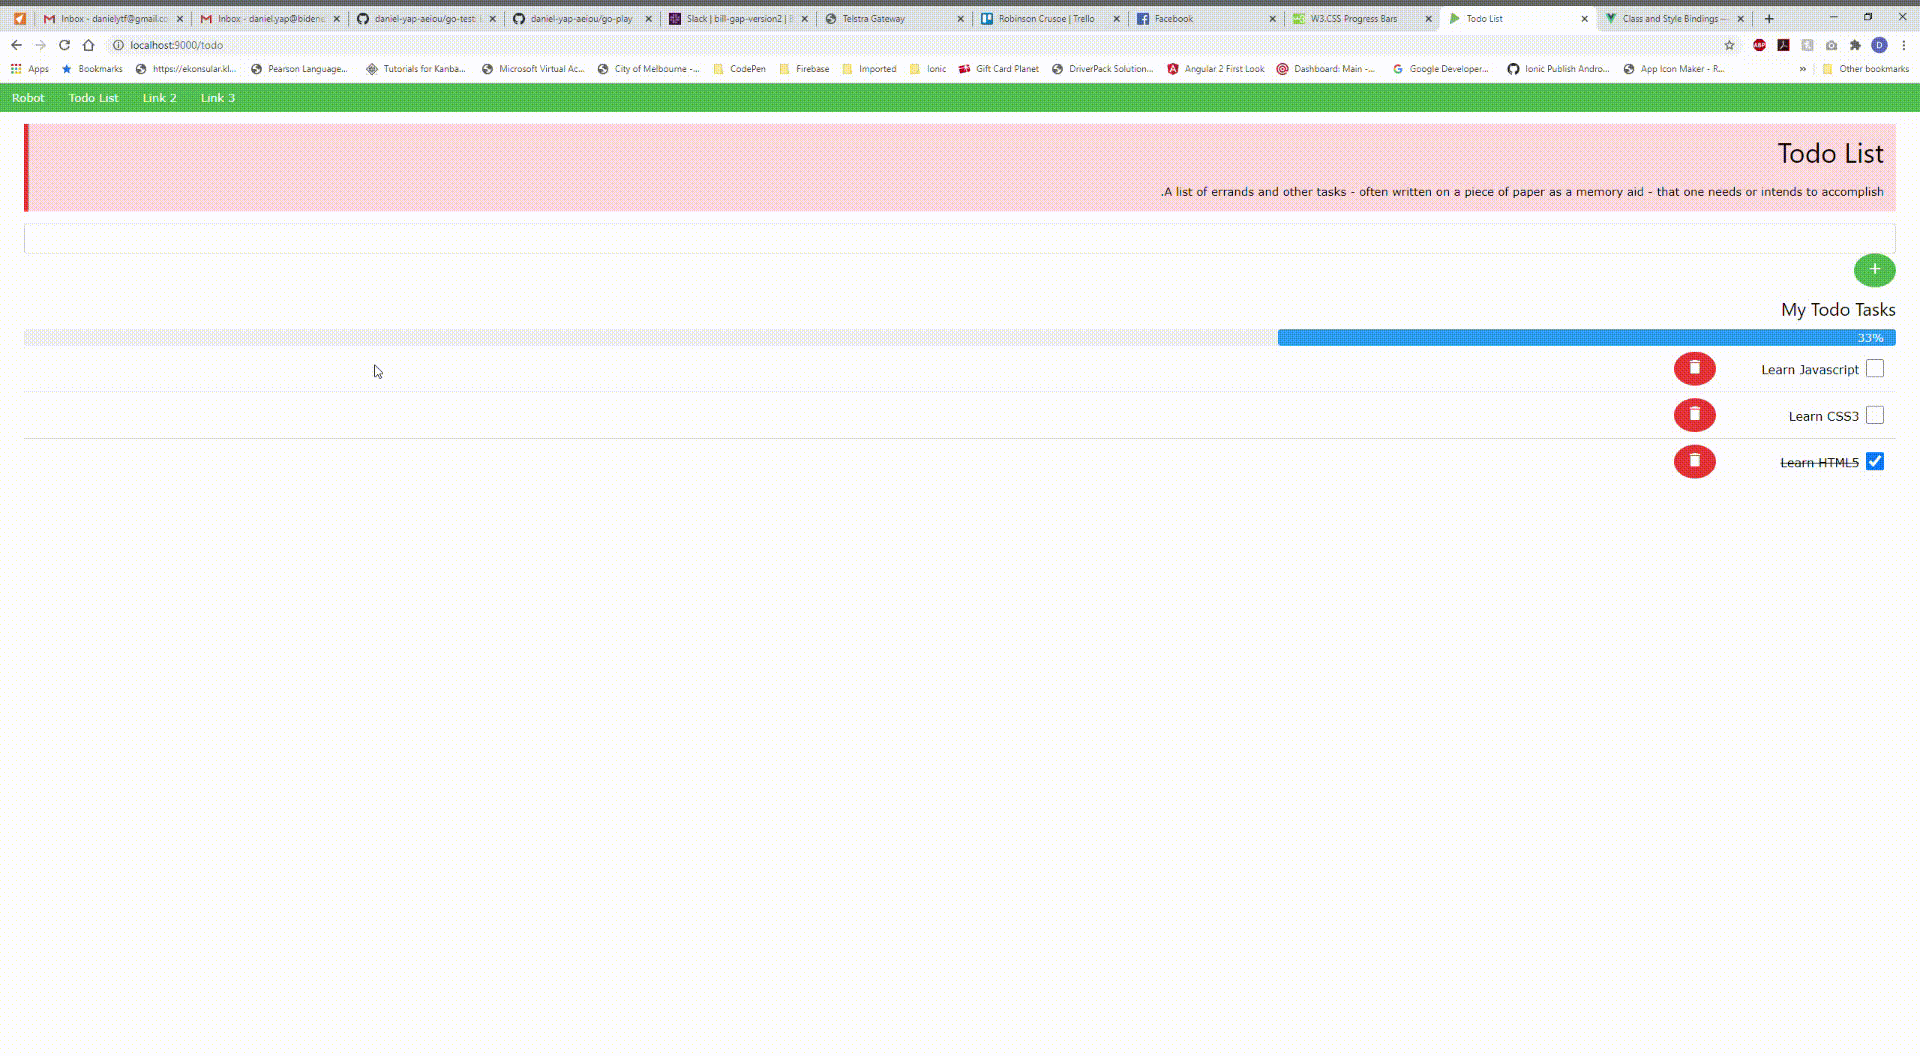 Inbox - danielytf@gmail.co
Inbox - daniel.yap@biden
daniel-yap-aeiou/go-test:
daniel-yap-aeiou/go-play
Slack | bill-gap-version2 |
Telstra Gateway
Robinson Crusoe | Trello
Facebook
W3.CSS Progress Bars
Todo List
Class and Style Bindings —
localhost:9000/todo
ABP
D
Apps
Bookmarks
https://ekonsular.kl...
Pearson Language...
Tutorials for Kanba...
Microsoft Virtual Ac...
City of Melbourne -...
CodePen
Firebase
Imported
Ionic
Gift Card Planet
DriverPack Solution...
Angular 2 First Look
Dashboard: Main -...
Google Developer...
Ionic Publish Andro...
App Icon Maker - R...
»
Other bookmarks
Robot
Todo List
Link 2
Link 3
Todo List
.A list of errands and other tasks - often written on a piece of paper as a memory aid - that one needs or intends to accomplish
+
My Todo Tasks
33%
Learn Javascript
Learn CSS3
Learn HTML5